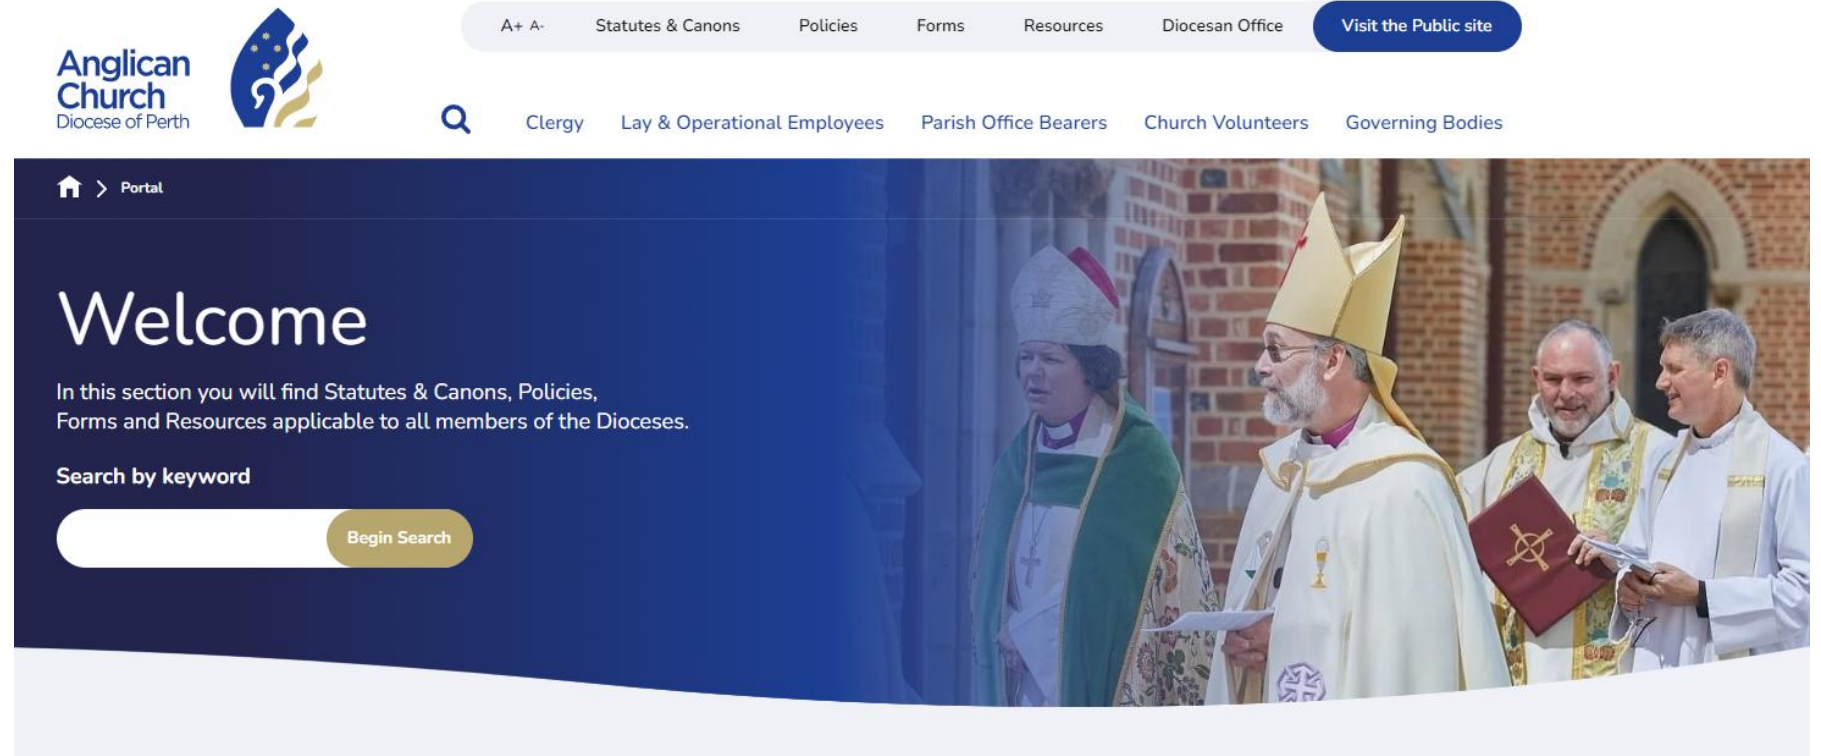 Anglican
Church
Diocese of Perth
A+ A-
Statutes & Canons
Policies
Forms
Resources
Diocesan Office
Visit the Public site
Clergy
Lay & Operational Employees
Parish Office Bearers
Church Volunteers
Governing Bodies
Portal
Welcome
In this section you will find Statutes & Canons, Policies,
Forms and Resources applicable to all members of the Dioceses.
Search by keyword
Begin Search